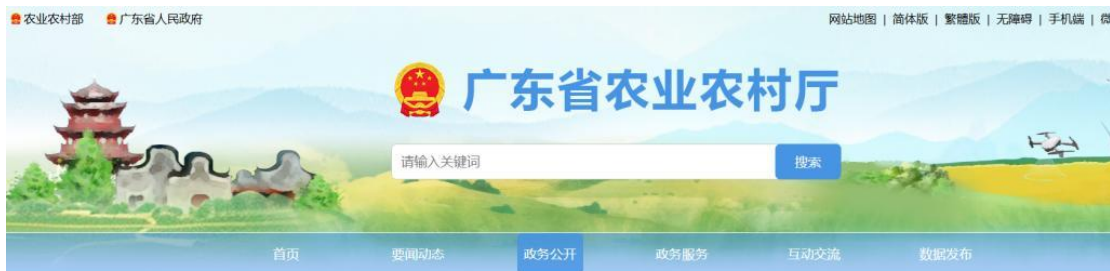 农业农村部 广东省人民政府 网站地图 | 简体版 | 繁體版 | 无障碍 | 手机端 |
广东省农业农村厅
请输入关键词 搜索
首页 要闻动态 政务公开 政务服务 互动交流 数据发布